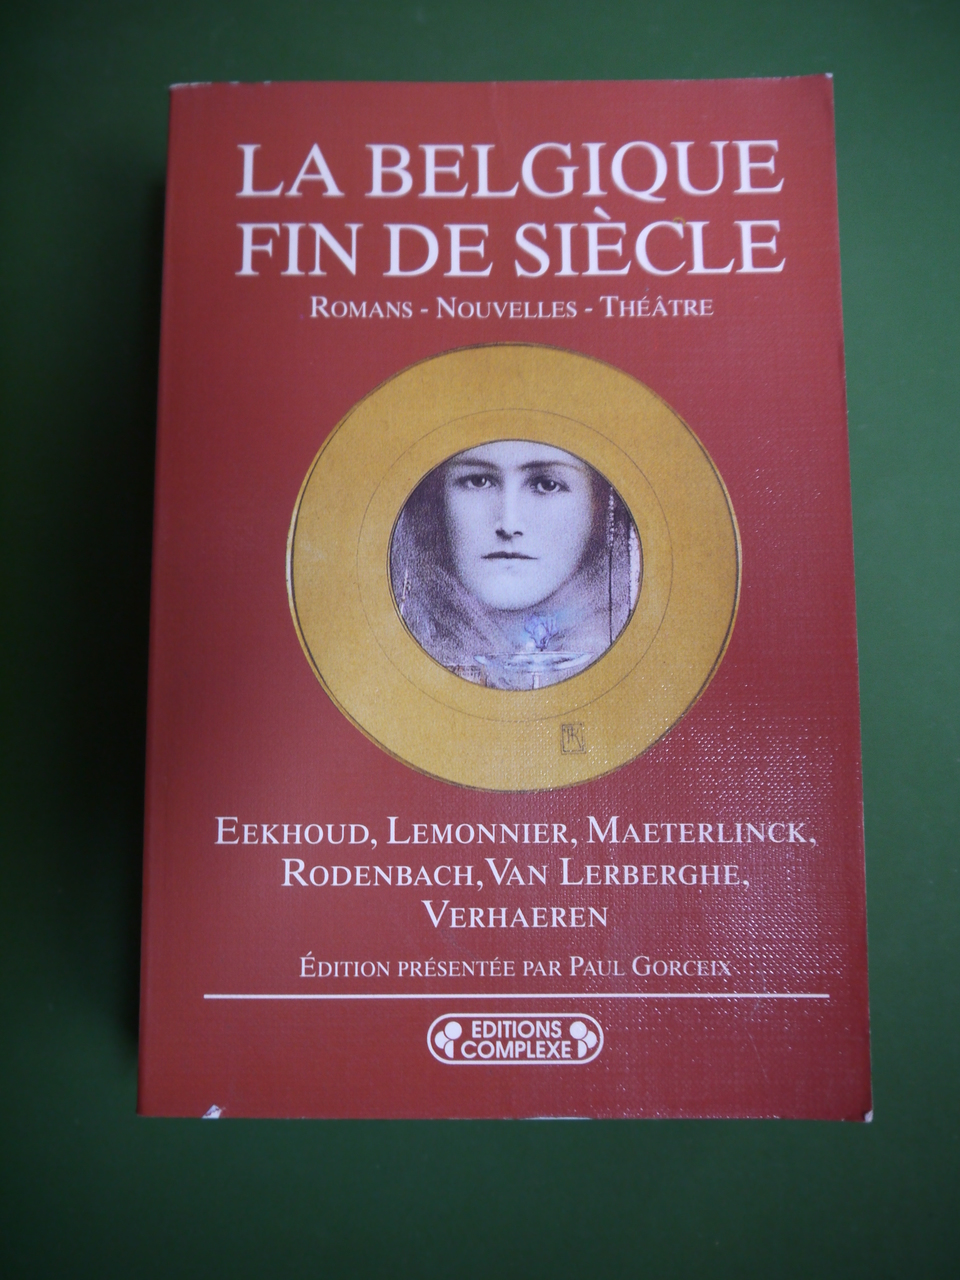 LA BELGIQUE
FIN DE SIÈCLE
ROMANS - NOUVELLES - THÉÂTRE
EEKHOUD, LEMONNIER, MAETERLINCK,
RODENBACH, VAN LERBERGHE,
VERHAEREN
ÉDITION PRÉSENTÉE PAR PAUL GORCEIX
EDITIONS
COMPLEXE